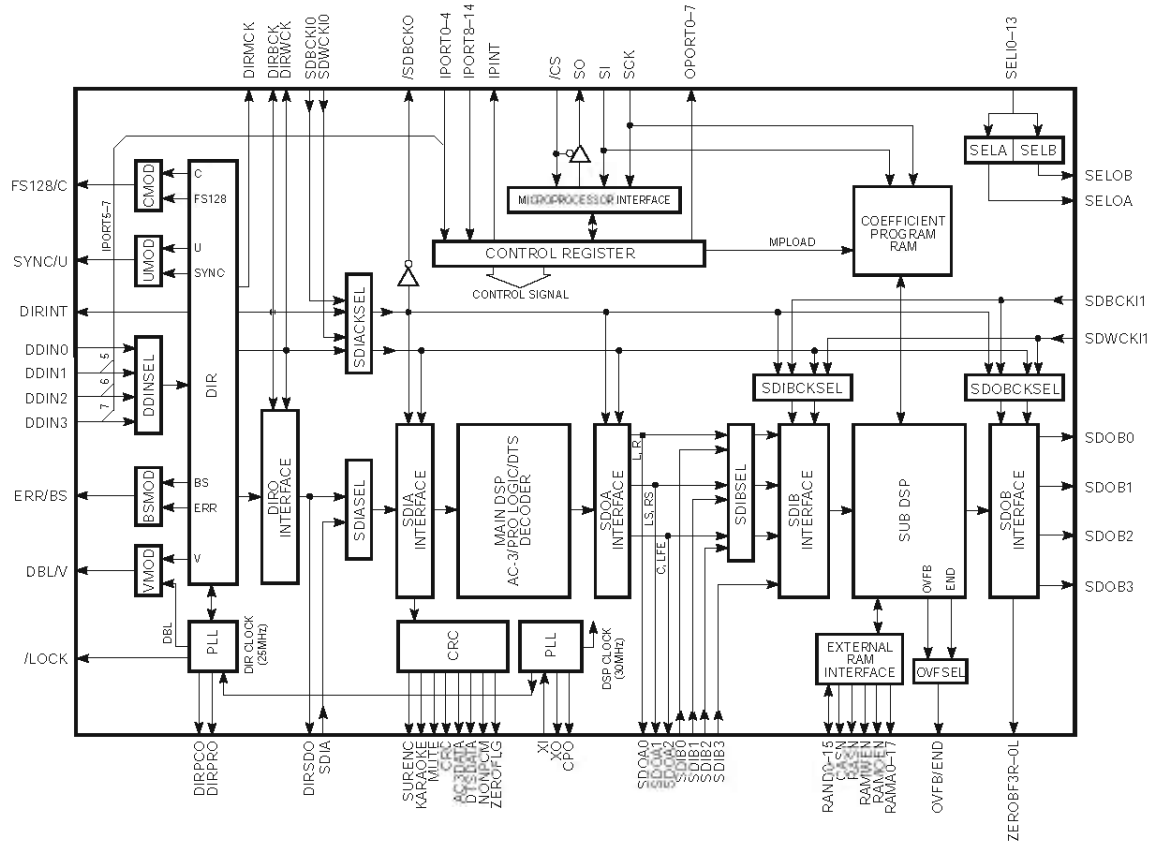 DIRMCK
DIRBCK
DIRWCK
SDBCKI0
SDWCKI0
/SDBCKO
IPORT0–4
IPORT8–14
IPINT
/CS
SO
SI
SCK
OPORT0–7
SELI0–13
FS128/C
SYNC/U
DIRINT
DDIN0
DDIN1
DDIN2
DDIN3
ERR/BS
DBL/V
/LOCK
IPORT5–7
5
6
7
CMOD
C
FS128
UMOD
U
SYNC
DDINSEL
DIR
BSMOD
BS
ERR
VMOD
V
DBL
PLL
DIR CLOCK
(25MHz)
DIRO
INTERFACE
SDIACKSEL
SDIASEL
SDIA
INTERFACE
MICROPROCESSOR INTERFACE
CONTROL REGISTER
CONTROL SIGNAL
MPLOAD
COEFFICIENT
PROGRAM
RAM
SELA
SELB
SELOB
SELOA
SDBCKI1
SDWCKI1
MAIN DSP
AC-3/PRO LOGIC/DTS
DECODER
SDOA
INTERFACE
L, R
LS, RS
C, LFE
SDIBSEL
SDIBCKSEL
SDIB
INTERFACE
SUB DSP
OVFB
END
SDOBCKSEL
SDOB
INTERFACE
SDOB0
SDOB1
SDOB2
SDOB3
CRC
PLL
DSP CLOCK
(30MHz)
EXTERNAL
RAM
INTERFACE
OVFSEL
DIRPCO
DIRPRO
DIRSDO
SDIA
SURENC
KARAOKE
MUTE
CRC
AC3DATA
DTSDATA
NONPCM
ZEROFLG
XI
XO
CPO
SDOA0
SDOA1
SDOA2
SDIB0
SDIB1
SDIB2
SDIB3
RAND0–15
CASN
RASN
RAMWEN
RAMOEN
RAMA0–17
OVFB/END
ZEROBF3R–0L